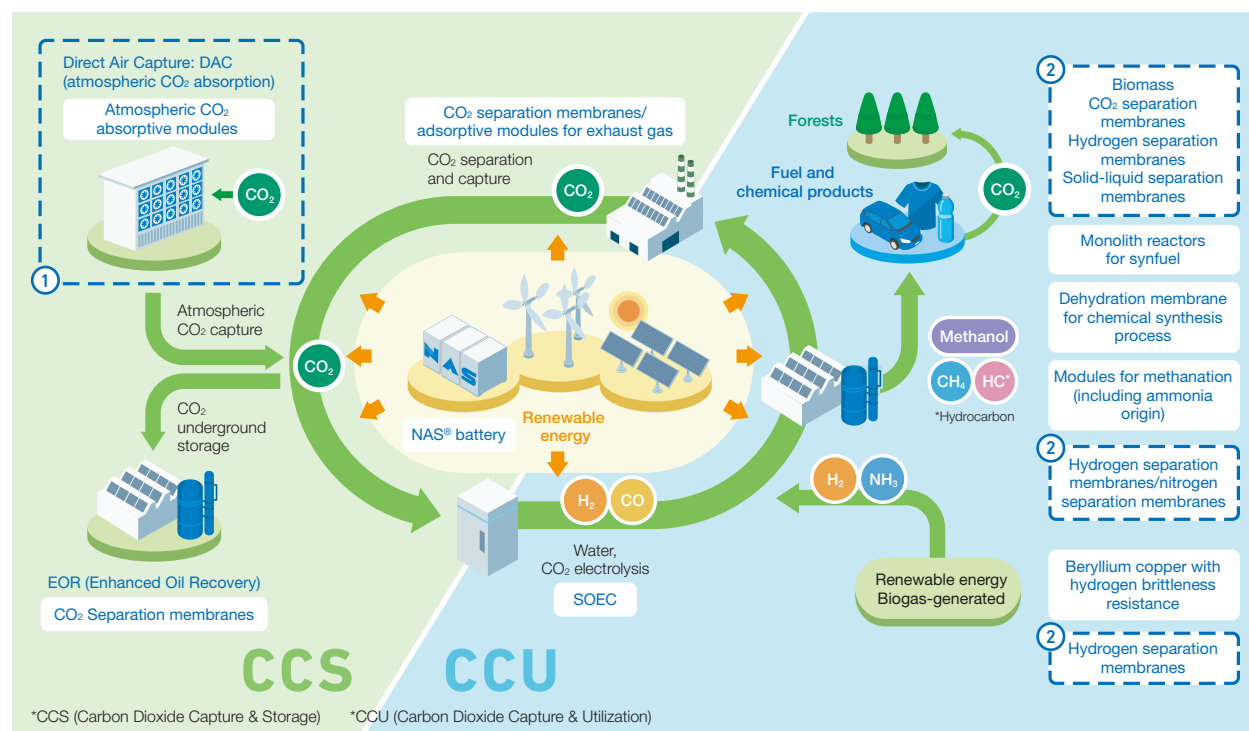 1
Direct Air Capture: DAC
(atmospheric CO₂ absorption)
Atmospheric CO₂
absorptive modules
CO₂
Atmospheric
CO₂ capture
CO₂
CO₂
underground
storage
EOR (Enhanced Oil Recovery)
CO₂ Separation membranes
CO₂ separation membranes/
adsorptive modules for exhaust gas
CO₂ separation
and capture
CO₂
NAS
NAS® battery
Renewable
energy
H₂
CO
Water,
CO₂ electrolysis
SOEC
Forests
Fuel and
chemical products
CO₂
Methanol
CH₄
HC*
*Hydrocarbon
H₂
NH₃
Renewable energy
Biogas-generated
2
Biomass
CO₂ separation
membranes
Hydrogen separation
membranes
Solid-liquid separation
membranes
Monolith reactors
for synfuel
Dehydration membrane
for chemical synthesis
process
Modules for methanation
(including ammonia
origin)
2
Hydrogen separation
membranes/nitrogen
separation membranes
Beryllium copper with
hydrogen brittleness
resistance
2
Hydrogen separation
membranes
CCS
CCU
*CCS (Carbon Dioxide Capture & Storage)
*CCU (Carbon Dioxide Capture & Utilization)